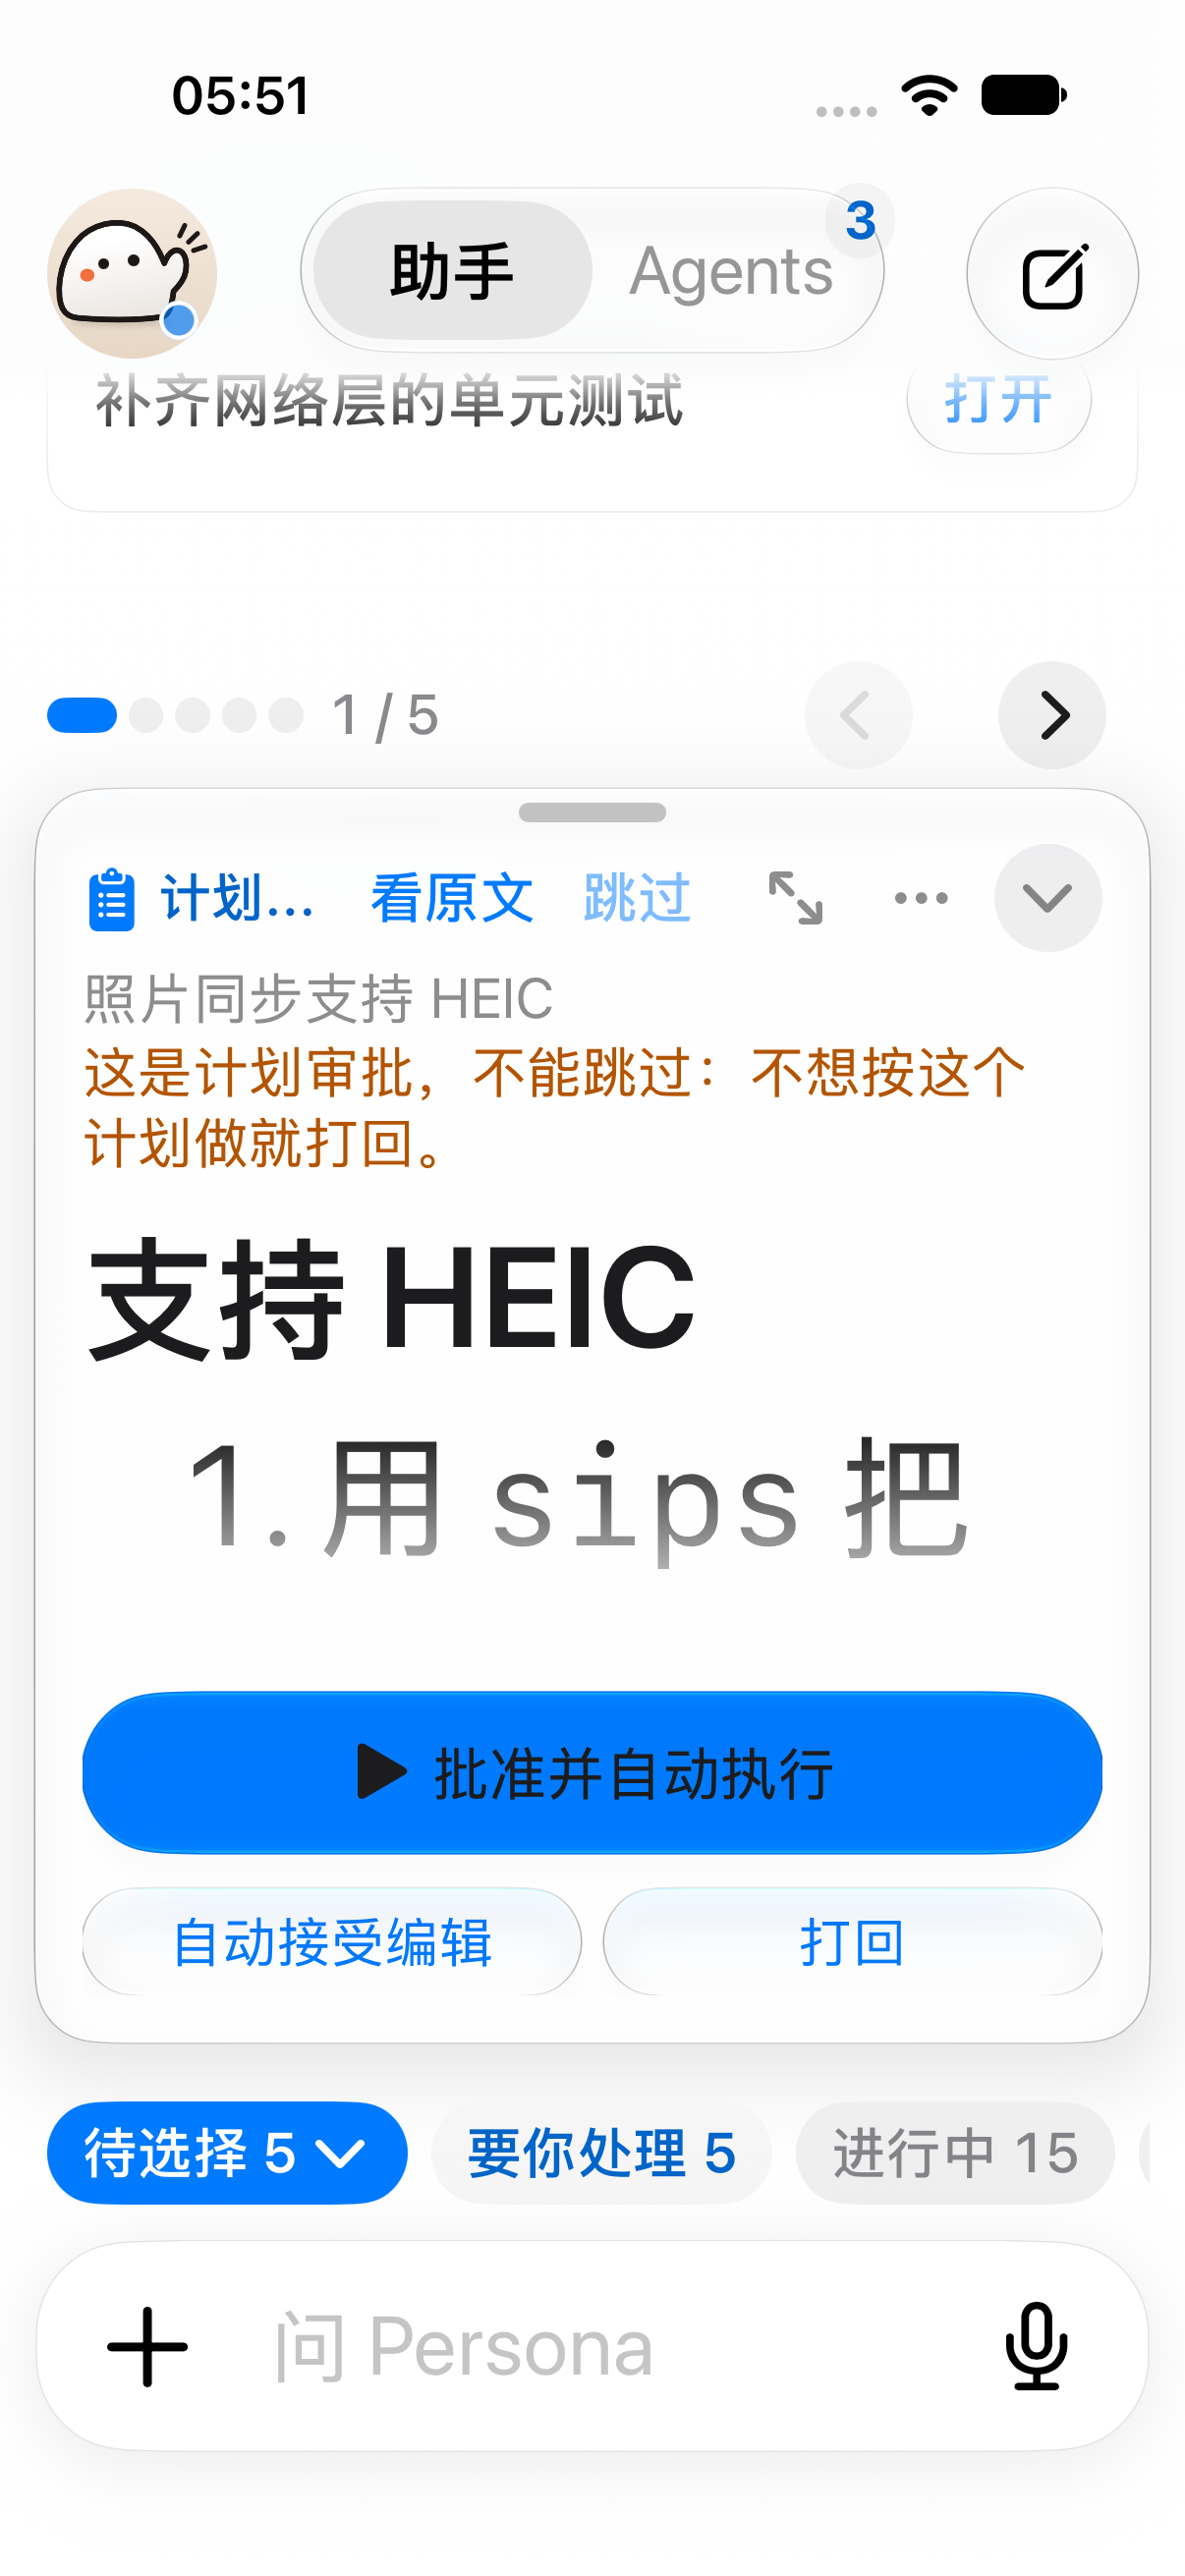 05:51
助手 Agents 3
补齐网络层的单元测试 打开
1 / 5
计划... 看原文 跳过
照片同步支持 HEIC
这是计划审批，不能跳过：不想按这个
计划做就打回。
支持 HEIC
1. 用 sips 把
批准并自动执行
自动接受编辑 打回
待选择 5 要你处理 5 进行中 15
问 Persona